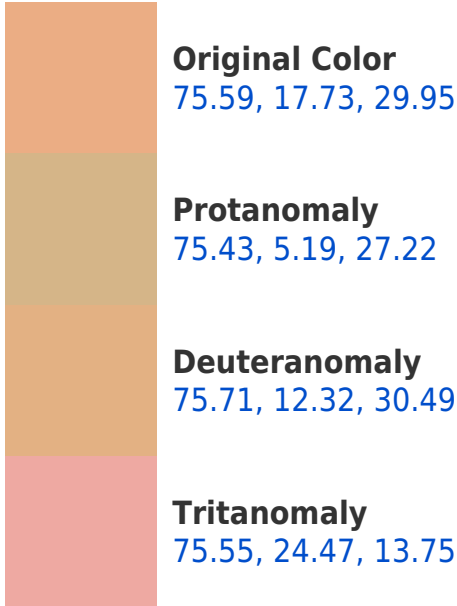 Original Color
75.59, 17.73, 29.95
Protanomaly
75.43, 5.19, 27.22
Deuteranomaly
75.71, 12.32, 30.49
Tritanomaly
75.55, 24.47, 13.75